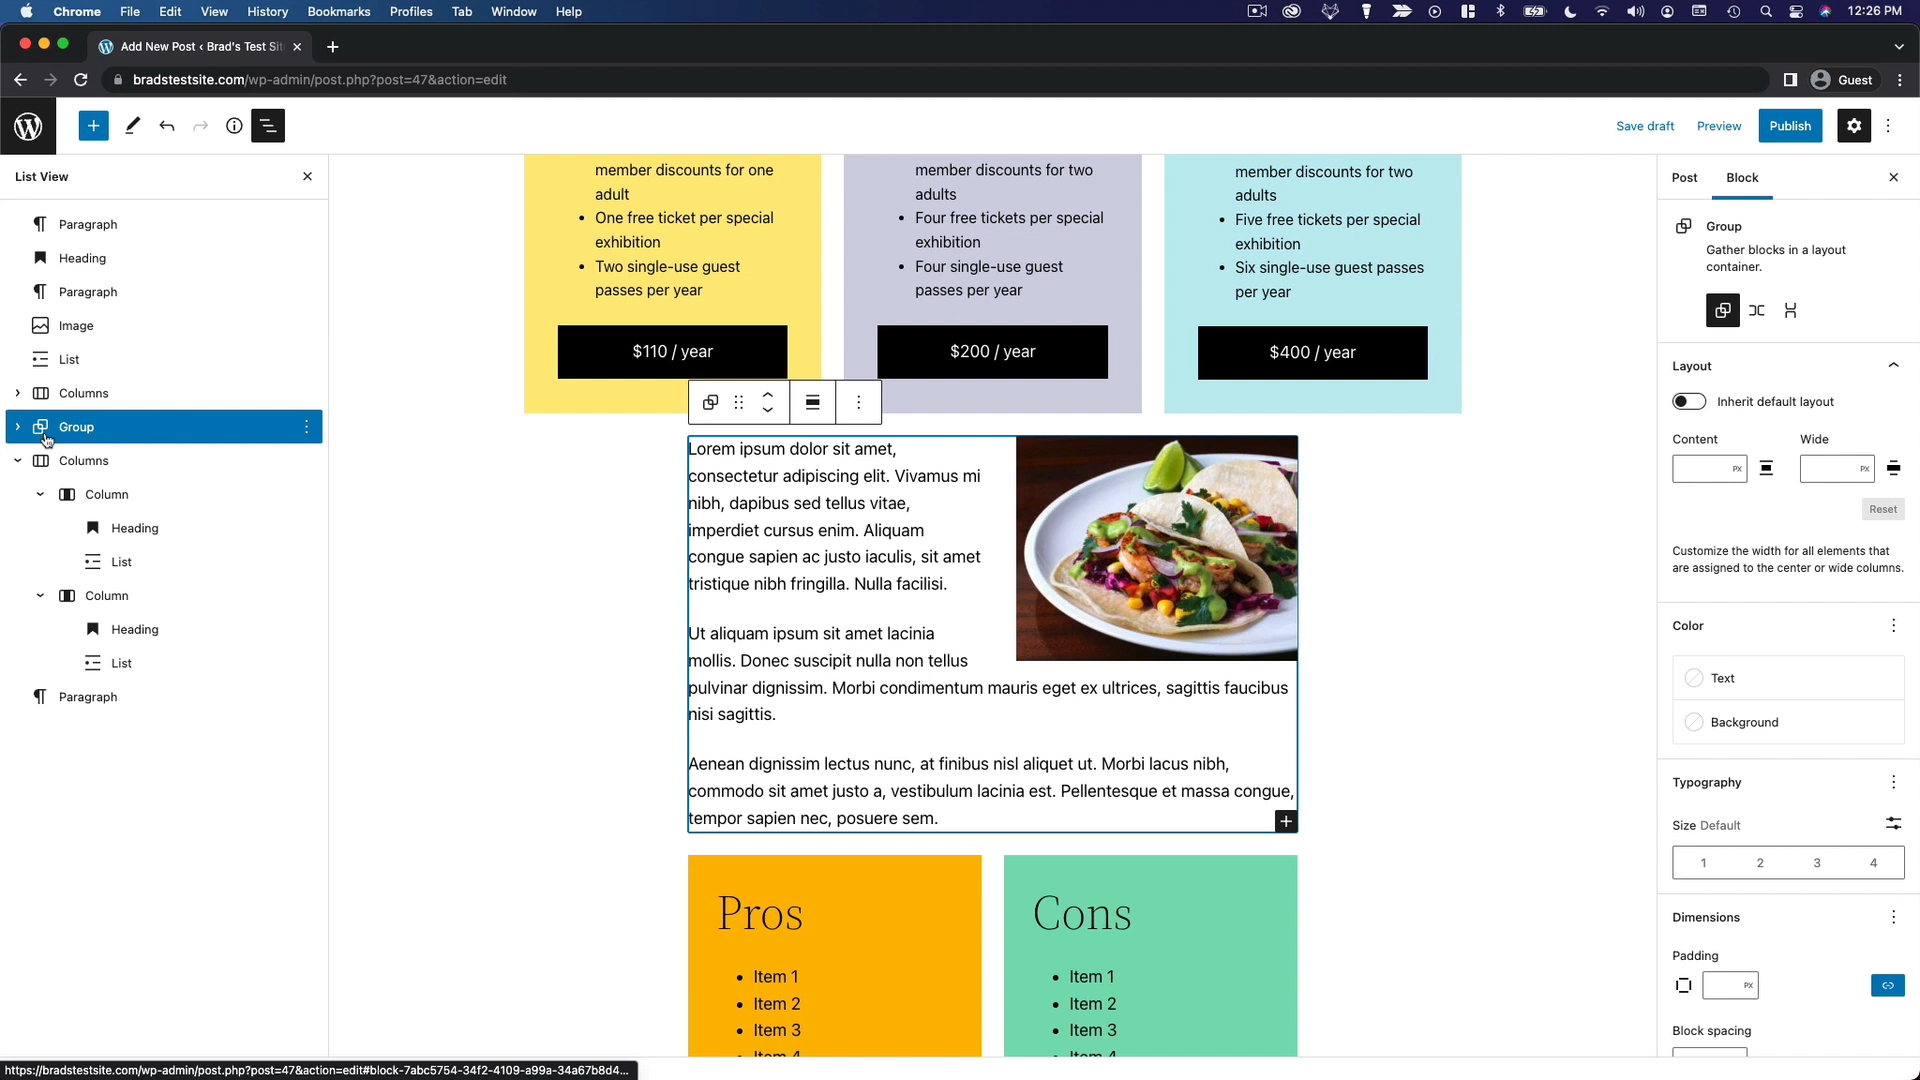 Chrome File Edit View History Bookmarks Profiles Tab Window Help 12:26 PM
Add New Post ‹ Brad's Test Sit
bradstestsite.com/wp-admin/post.php?post=47&action=edit Guest
Save draft Preview Publish
List View
Paragraph
Heading
Paragraph
Image
List
Columns
Group
Columns
Column
Heading
List
Column
Heading
List
Paragraph
member discounts for one
adult
• One free ticket per special
exhibition
• Two single-use guest
passes per year
$110 / year
member discounts for two
adults
• Four free tickets per special
exhibition
• Four single-use guest
passes per year
$200 / year
member discounts for two
adults
• Five free tickets per special
exhibition
• Six single-use guest passes
per year
$400 / year
Lorem ipsum dolor sit amet,
consectetur adipiscing elit. Vivamus mi
nibh, dapibus sed tellus vitae,
imperdiet cursus enim. Aliquam
congue sapien ac justo iaculis, sit amet
tristique nibh fringilla. Nulla facilisi.
Ut aliquam ipsum sit amet lacinia
mollis. Donec suscipit nulla non tellus
pulvinar dignissim. Morbi condimentum mauris eget ex ultrices, sagittis faucibus
nisi sagittis.
Aenean dignissim lectus nunc, at finibus nisl aliquet ut. Morbi lacus nibh,
commodo sit amet justo a, vestibulum lacinia est. Pellentesque et massa congue,
tempor sapien nec, posuere sem.
Pros
• Item 1
• Item 2
• Item 3
• Item 4
Cons
• Item 1
• Item 2
• Item 3
• Item 4
Post Block
Group
Gather blocks in a layout
container.
Layout
Inherit default layout
Content Wide
PX PX
Reset
Customize the width for all elements that
are assigned to the center or wide columns.
Color
Text
Background
Typography
Size Default
1 2 3 4
Dimensions
Padding
PX
Block spacing
https://bradstestsite.com/wp-admin/post.php?post=47&action=edit#block-7abc5754-34f2-4109-a99a-34a67b8d4...